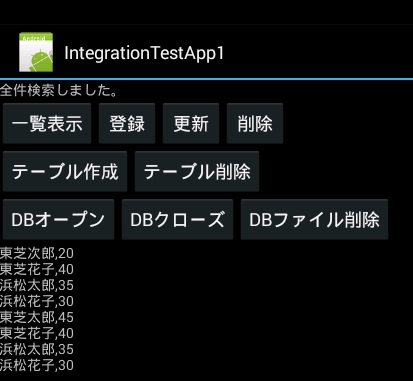 Android
IntegrationTestApp1
全件検索しました。
一覧表示 登録 更新 削除
テーブル作成 テーブル削除
DBオープン DBクローズ DBファイル削除
東芝次郎,20
東芝花子,40
浜松太郎,35
浜松花子,30
東芝太郎,45
東芝花子,40
浜松太郎,35
浜松花子,30